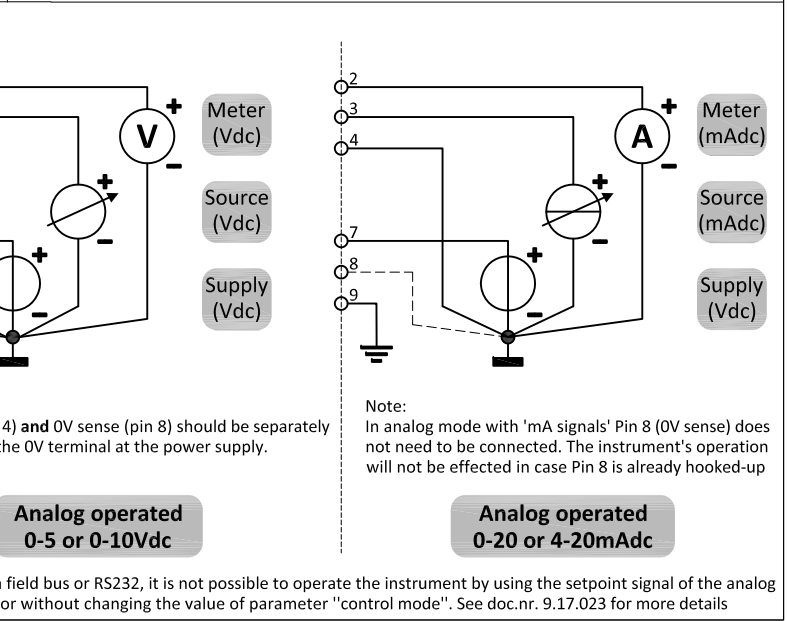 V
+
−
+
−
+
−
Meter
(Vdc)
Source
(Vdc)
Supply
(Vdc)
2
3
4
7
8
9
A
+
−
+
−
+
−
Meter
(mAdc)
Source
(mAdc)
Supply
(Vdc)
4) and 0V sense (pin 8) should be separately
the 0V terminal at the power supply.
Note:
In analog mode with 'mA signals' Pin 8 (0V sense) does
not need to be connected. The instrument's operation
will not be effected in case Pin 8 is already hooked-up
Analog operated
0-5 or 0-10Vdc
Analog operated
0-20 or 4-20mAdc
field bus or RS232, it is not possible to operate the instrument by using the setpoint signal of the analog
or without changing the value of parameter ''control mode''. See doc.nr. 9.17.023 for more details